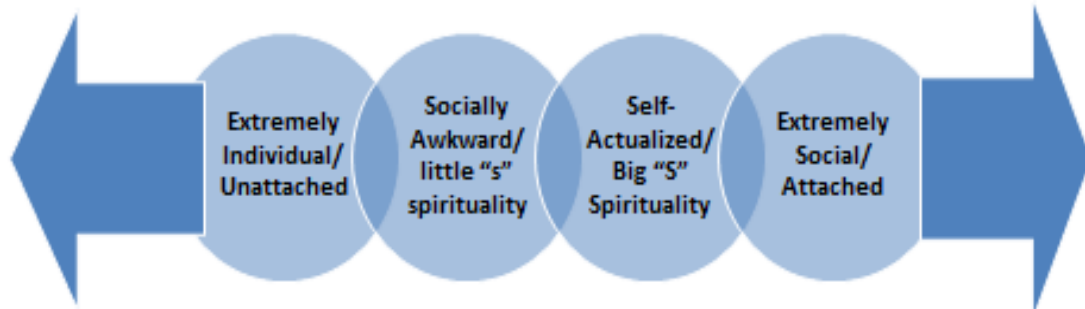 Extremely
Individual/
Unattached
Socially
Awkward/
little “s”
spirituality
Self-
Actualized/
Big “S”
Spirituality
Extremely
Social/
Attached